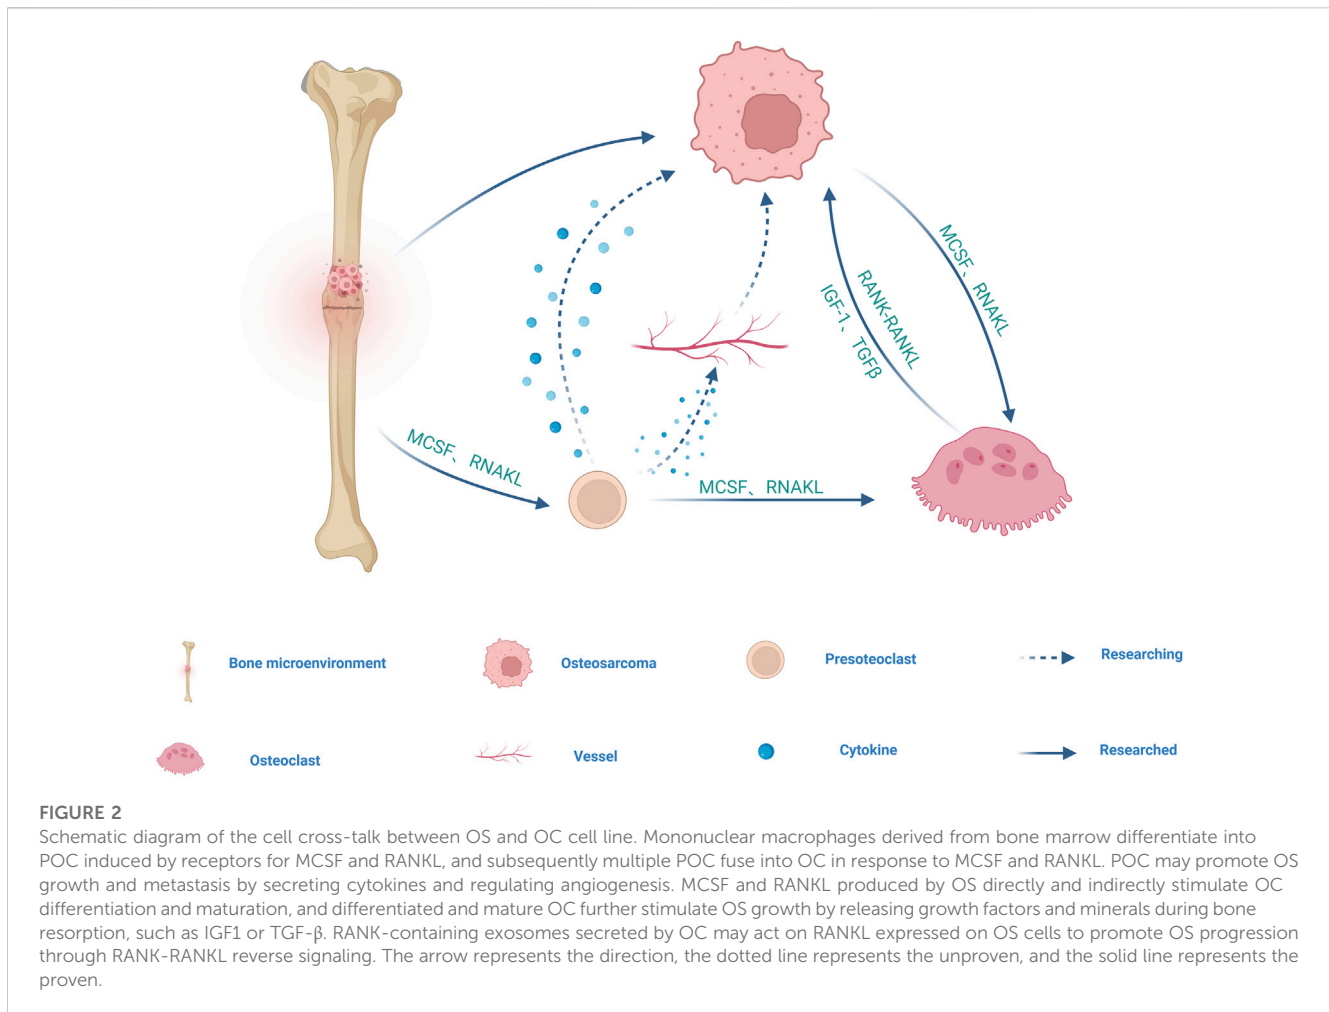 MCSF、RNAKL
RANK-RANKL
IGF-1、TGFβ
MCSF、RNAKL
MCSF、RNAKL
Bone microenvironment
Osteosarcoma
Presoteoclast
Researching
Osteoclast
Vessel
Cytokine
Researched
FIGURE 2
Schematic diagram of the cell cross-talk between OS and OC cell line. Mononuclear macrophages derived from bone marrow differentiate into
POC induced by receptors for MCSF and RANKL, and subsequently multiple POC fuse into OC in response to MCSF and RANKL. POC may promote OS
growth and metastasis by secreting cytokines and regulating angiogenesis. MCSF and RANKL produced by OS directly and indirectly stimulate OC
differentiation and maturation, and differentiated and mature OC further stimulate OS growth by releasing growth factors and minerals during bone
resorption, such as IGF1 or TGF-β. RANK-containing exosomes secreted by OC may act on RANKL expressed on OS cells to promote OS progression
through RANK-RANKL reverse signaling. The arrow represents the direction, the dotted line represents the unproven, and the solid line represents the
proven.